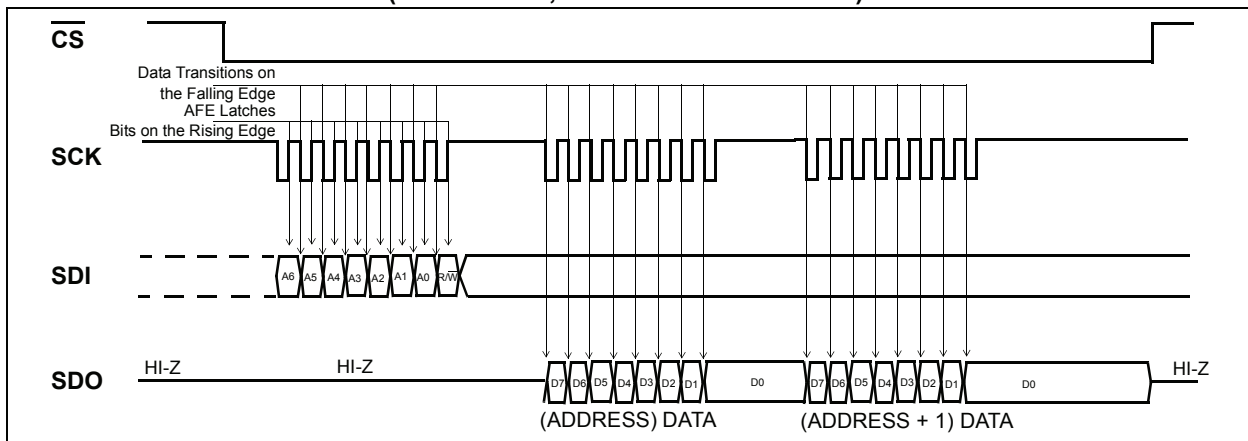 CS
Data Transitions on
the Falling Edge
AFE Latches
Bits on the Rising Edge
SCK
SDI
A6 A5 A4 A3 A2 A1 A0 R/W
SDO
HI-Z HI-Z D7 D6 D5 D4 D3 D2 D1 D0 D7 D6 D5 D4 D3 D2 D1 D0 HI-Z
(ADDRESS) DATA (ADDRESS + 1) DATA